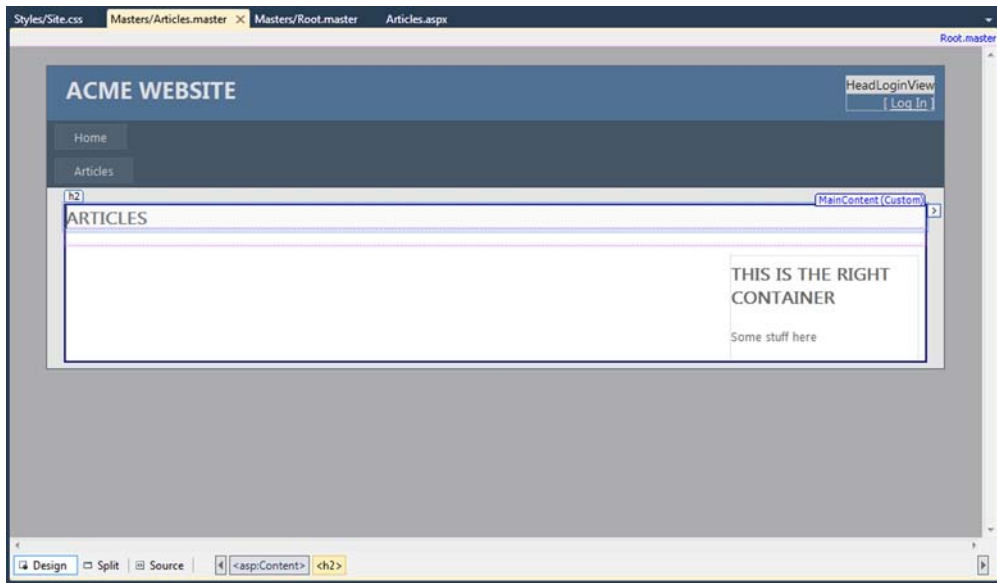 Styles/Site.css Masters/Articles.master Masters/Root.master Articles.aspx
Root.master
ACME WEBSITE
HeadLoginView
[ Log In ]
Home
Articles
h2
MainContent (Custom)
ARTICLES
THIS IS THE RIGHT
CONTAINER
Some stuff here
Design Split Source <asp:Content> <h2>